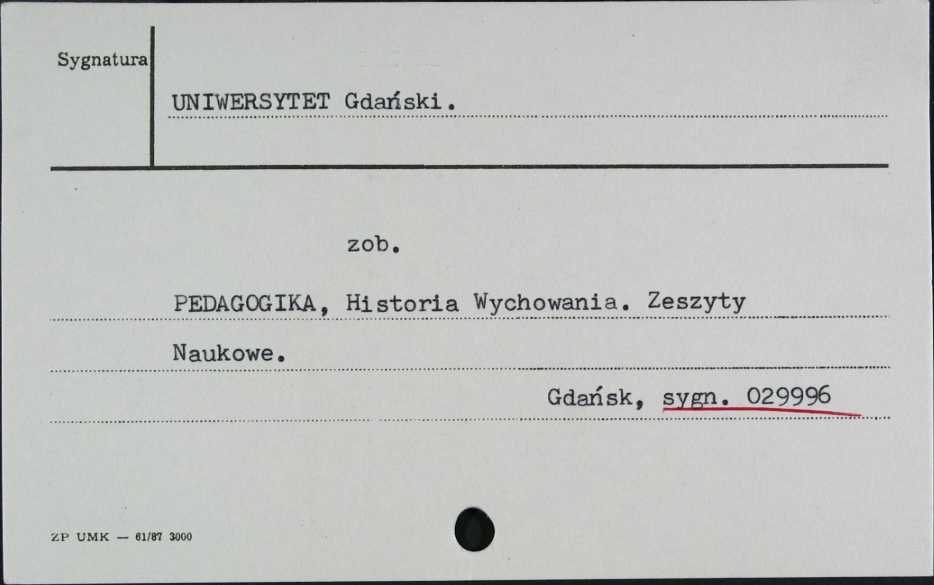 Sygnatura
UNIWERSYTET Gdański.
zob.
PEDAGOGIKA, Historia Wychowania. Zeszyty
Naukowe.
Gdańsk, sygn. 029996
ZP UMK — 61/87 3000